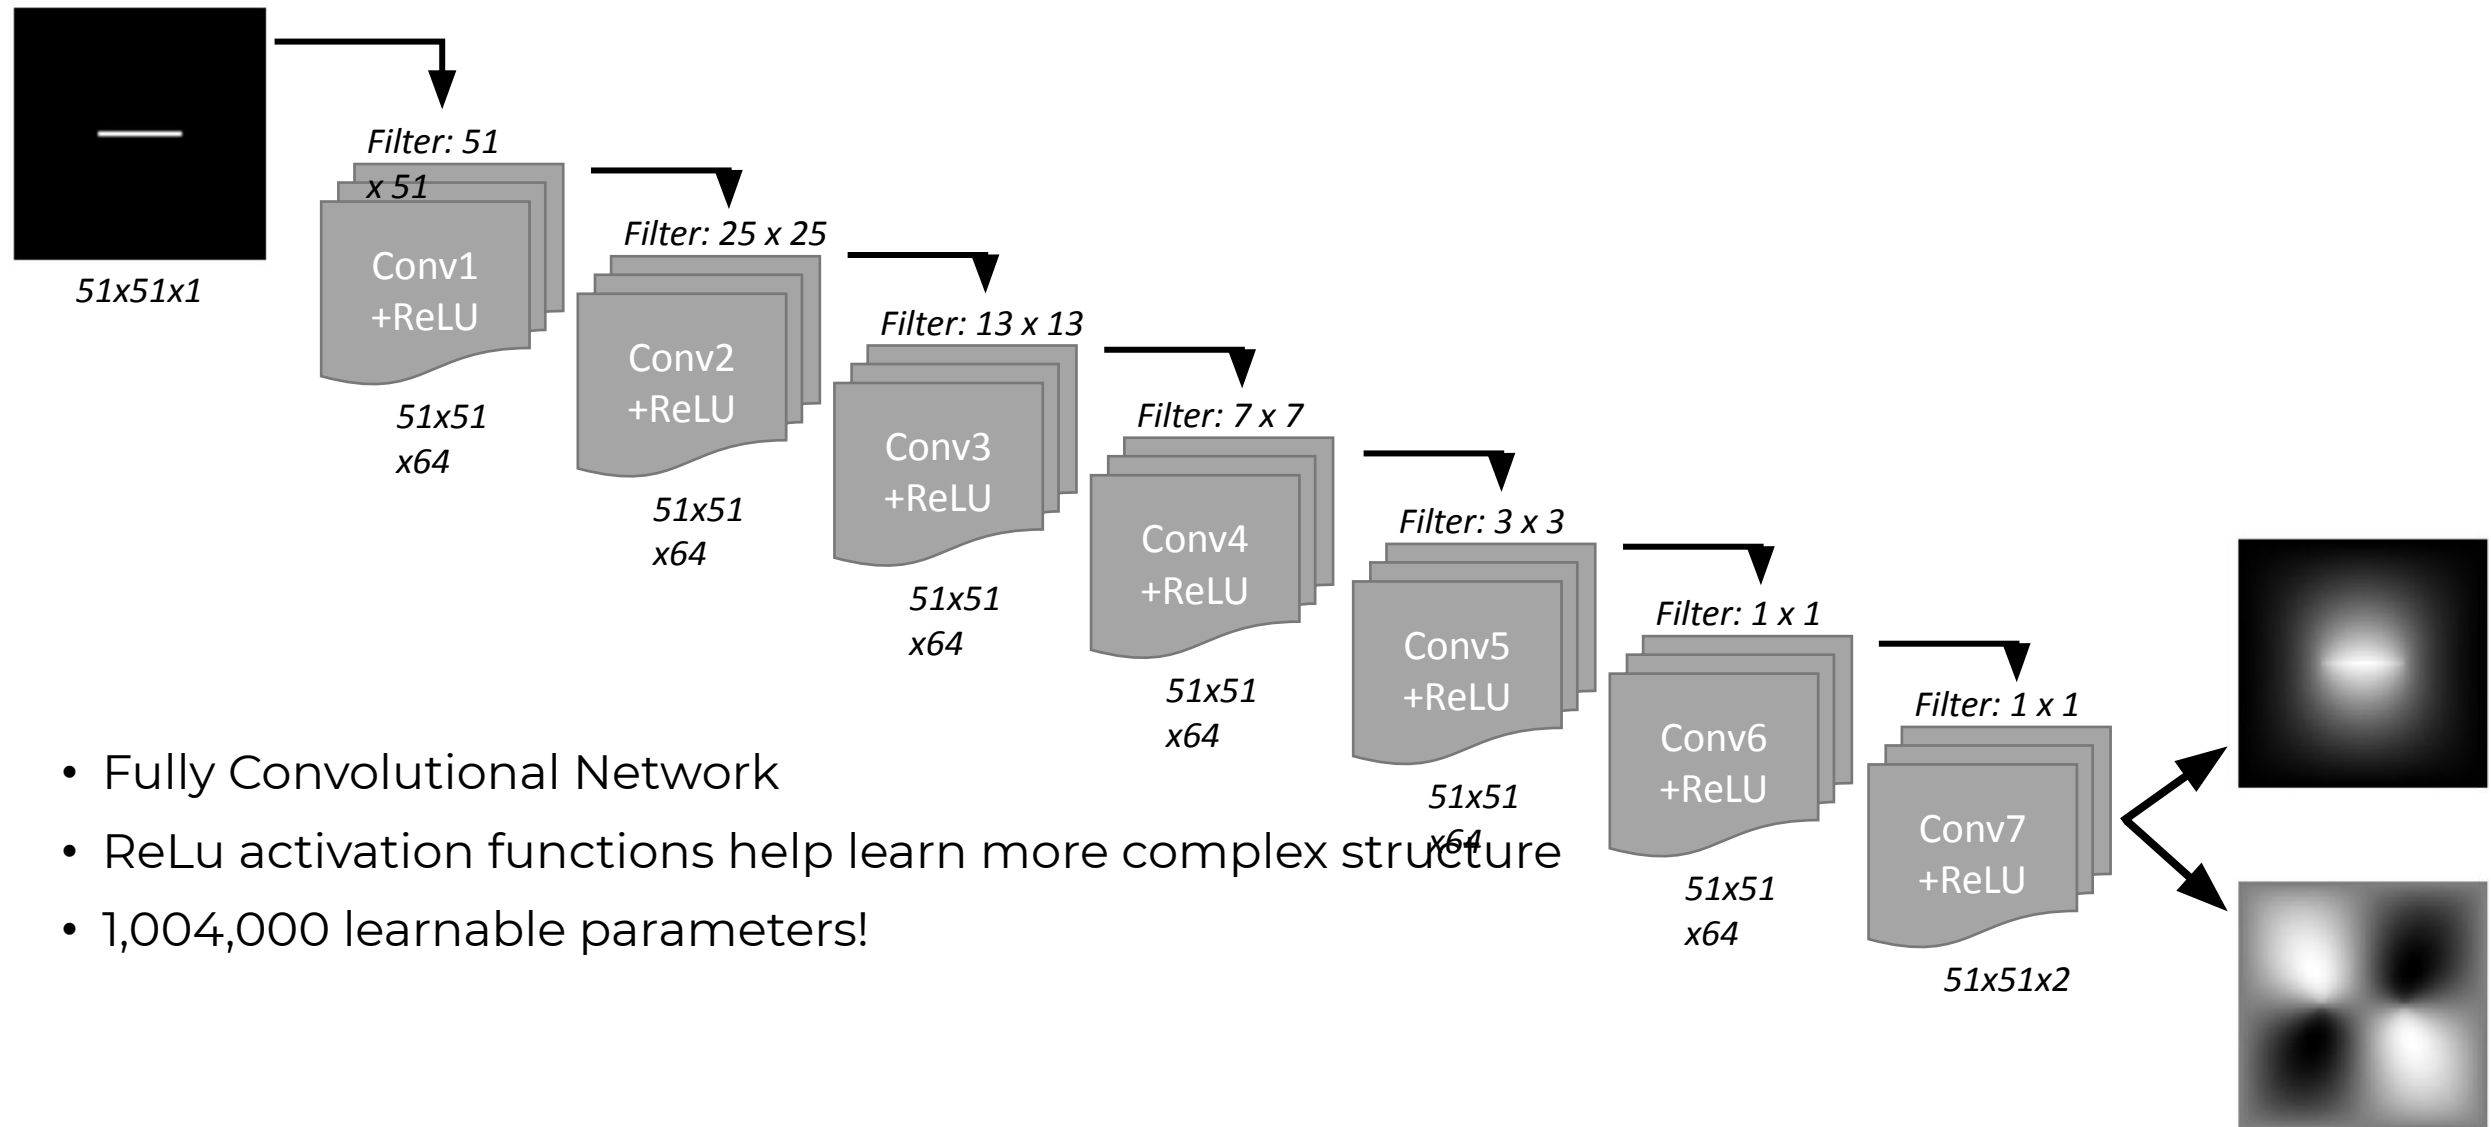 51x51x1
Filter: 51
x 51
Conv1
+ReLU
51x51
x64
Filter: 25 x 25
Conv2
+ReLU
51x51
x64
Filter: 13 x 13
Conv3
+ReLU
51x51
x64
Filter: 7 x 7
Conv4
+ReLU
51x51
x64
Filter: 3 x 3
Conv5
+ReLU
51x51
x64
Filter: 1 x 1
Conv6
+ReLU
51x51
x64
Filter: 1 x 1
Conv7
+ReLU
51x51x2
• Fully Convolutional Network
• ReLu activation functions help learn more complex structure
• 1,004,000 learnable parameters!